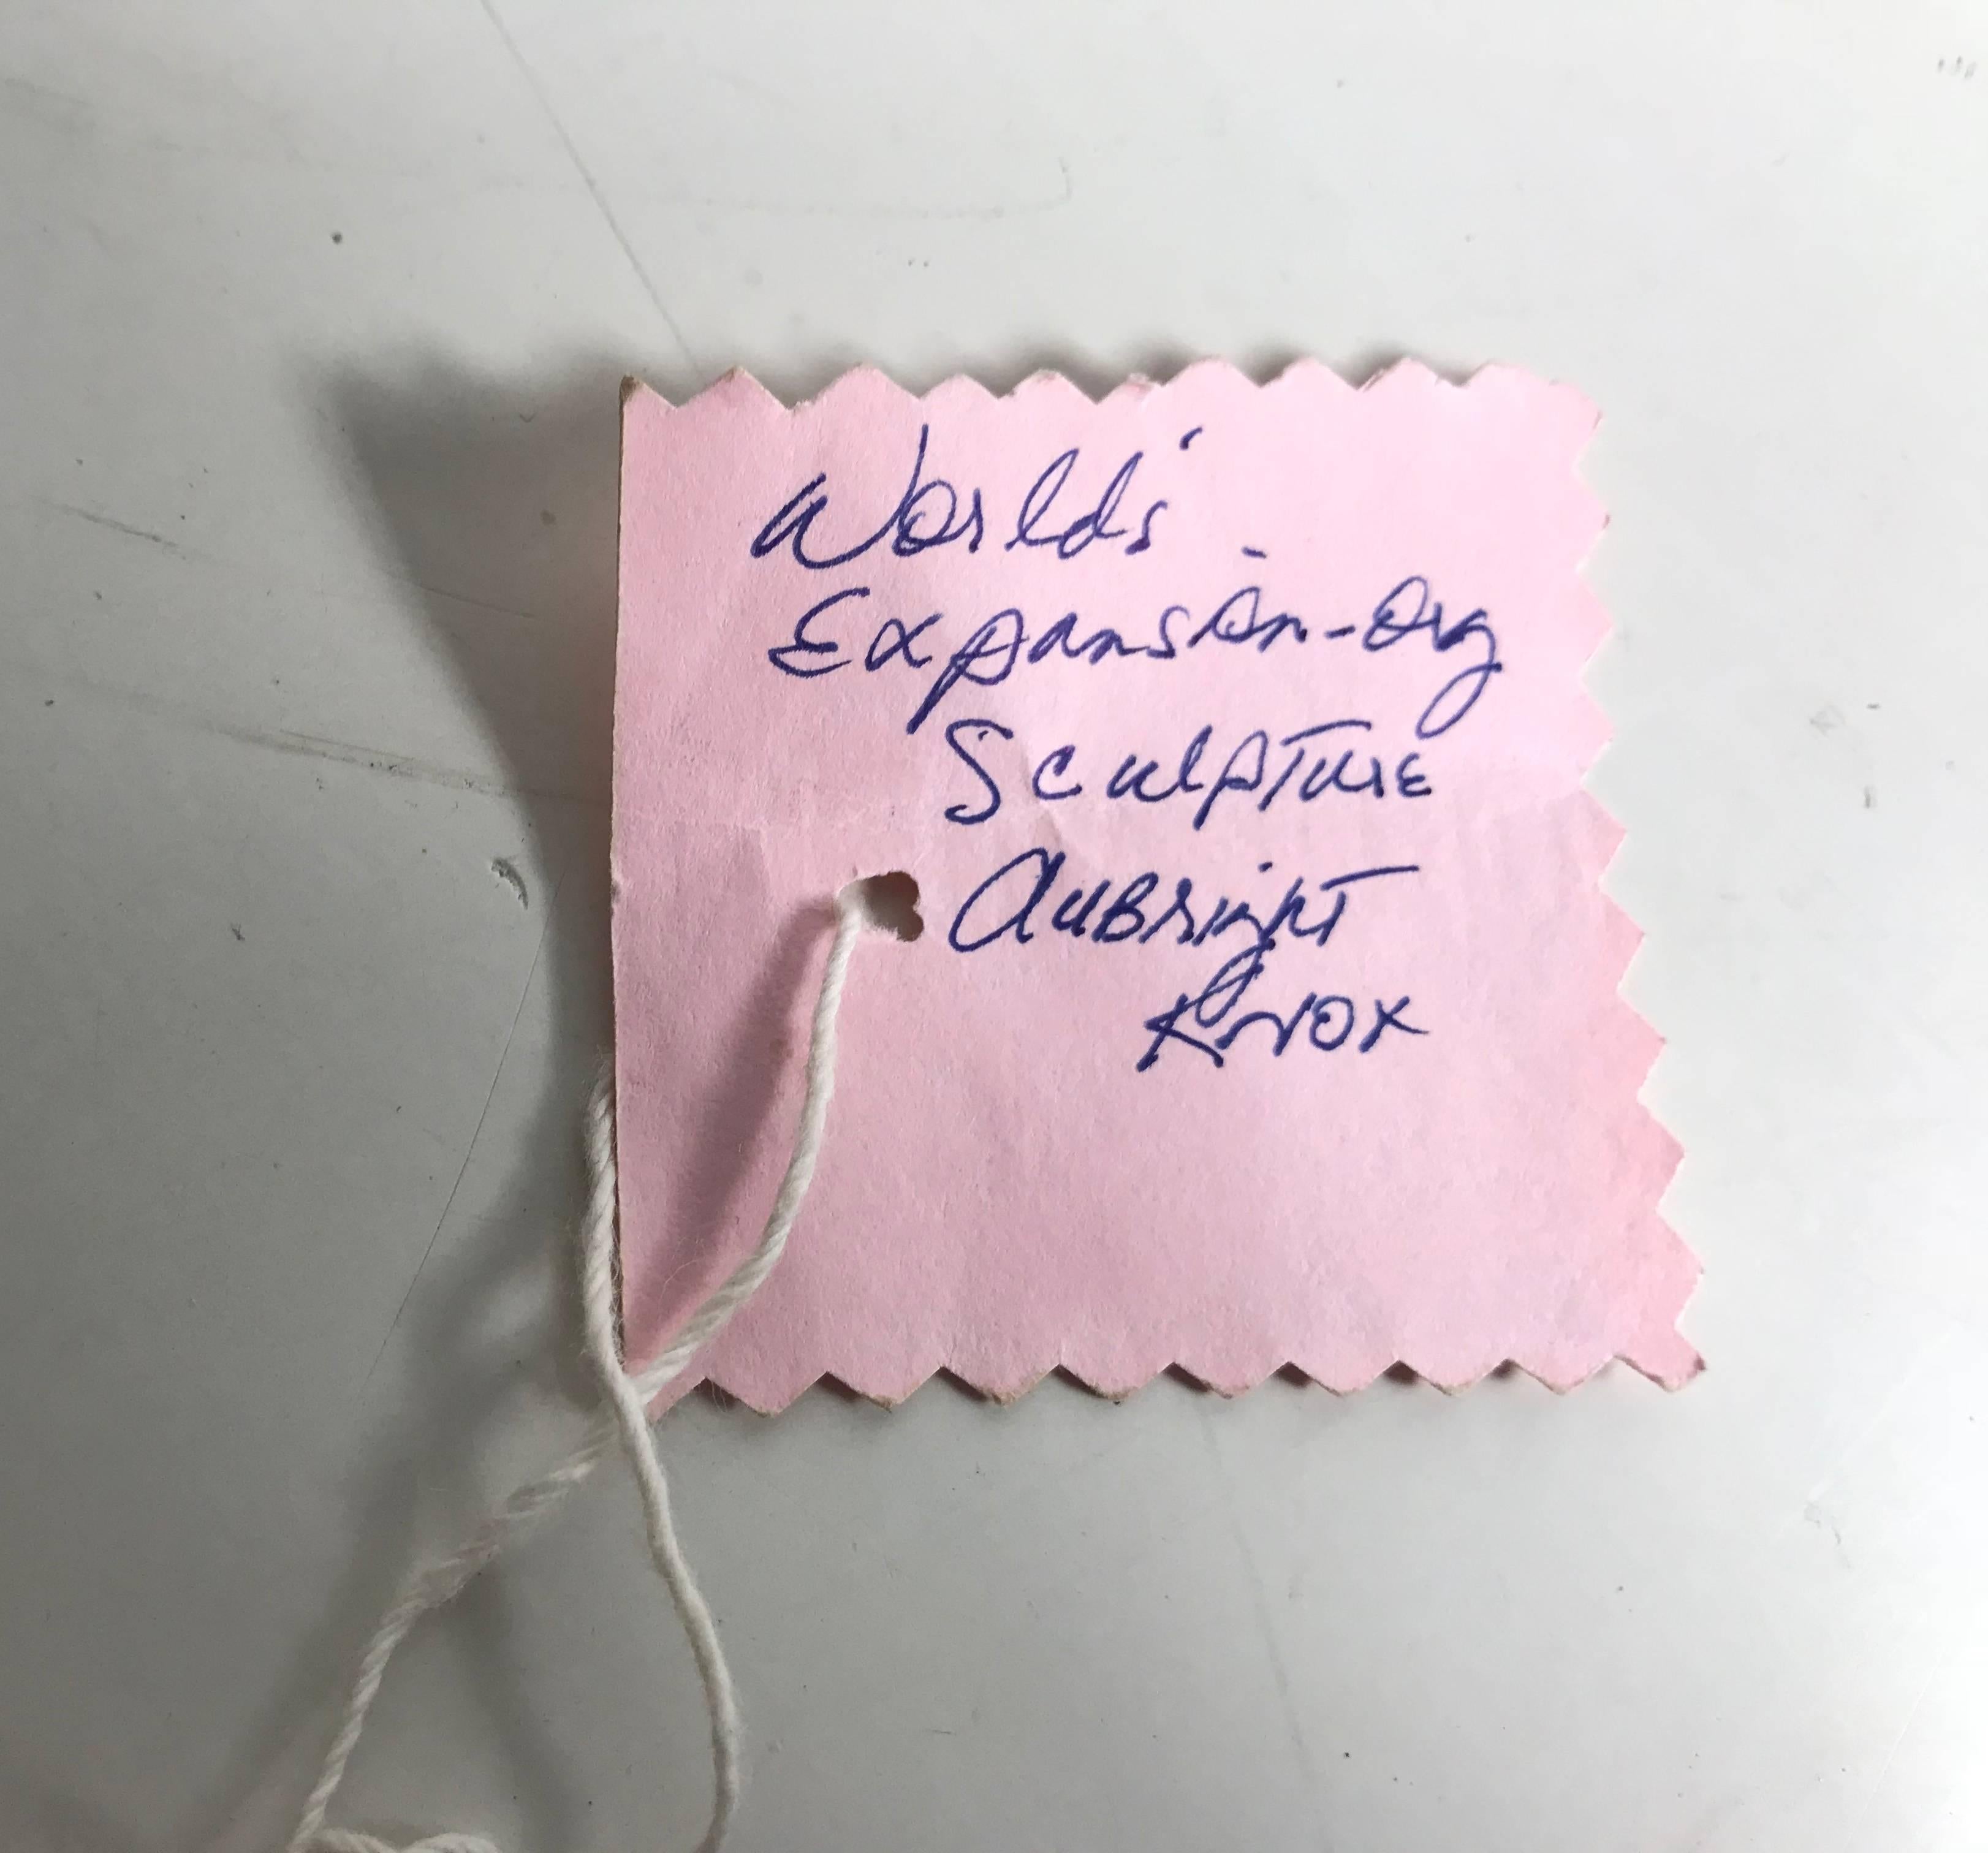 Worlds'
Expansion-Org
Sculpture
AuBright
Knox